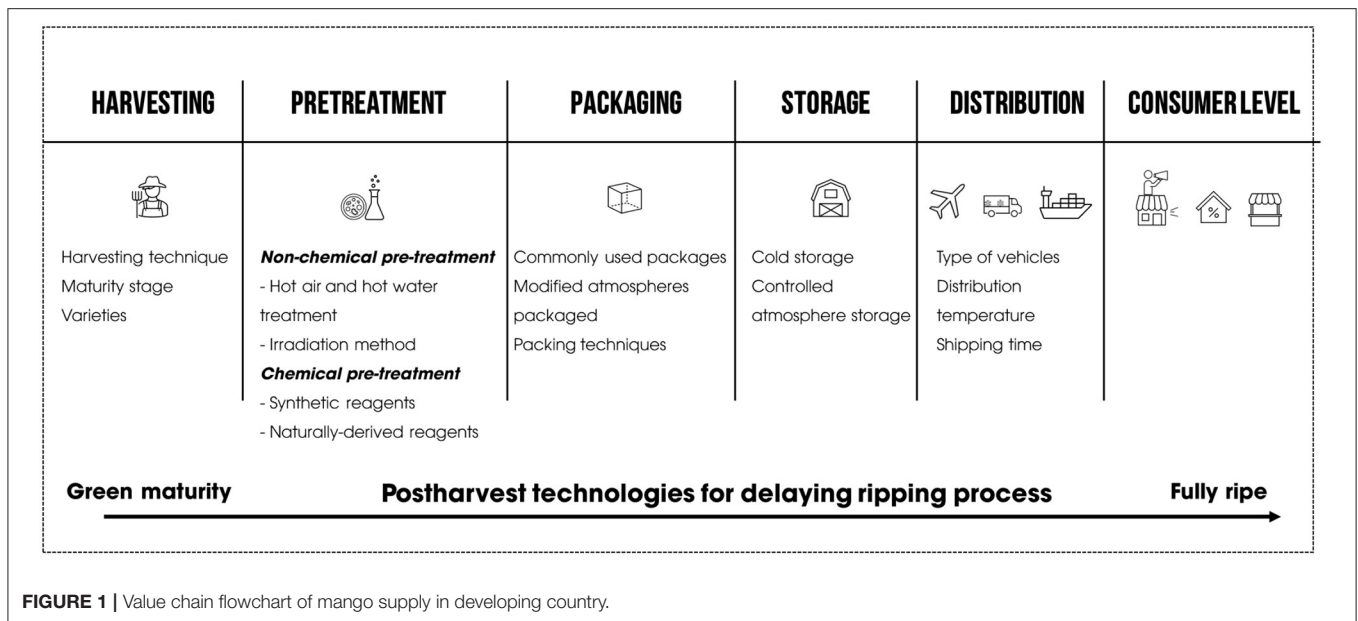 HARVESTING
PRETREATMENT
PACKAGING
STORAGE
DISTRIBUTION
CONSUMER LEVEL
Harvesting technique
Maturity stage
Varieties
Non-chemical pre-treatment
- Hot air and hot water
treatment
- Irradiation method
Chemical pre-treatment
- Synthetic reagents
- Naturally-derived reagents
Commonly used packages
Modified atmospheres
packaged
Packing techniques
Cold storage
Controlled
atmosphere storage
Type of vehicles
Distribution
temperature
Shipping time
%
Green maturity
Postharvest technologies for delaying ripping process
Fully ripe
FIGURE 1 | Value chain flowchart of mango supply in developing country.